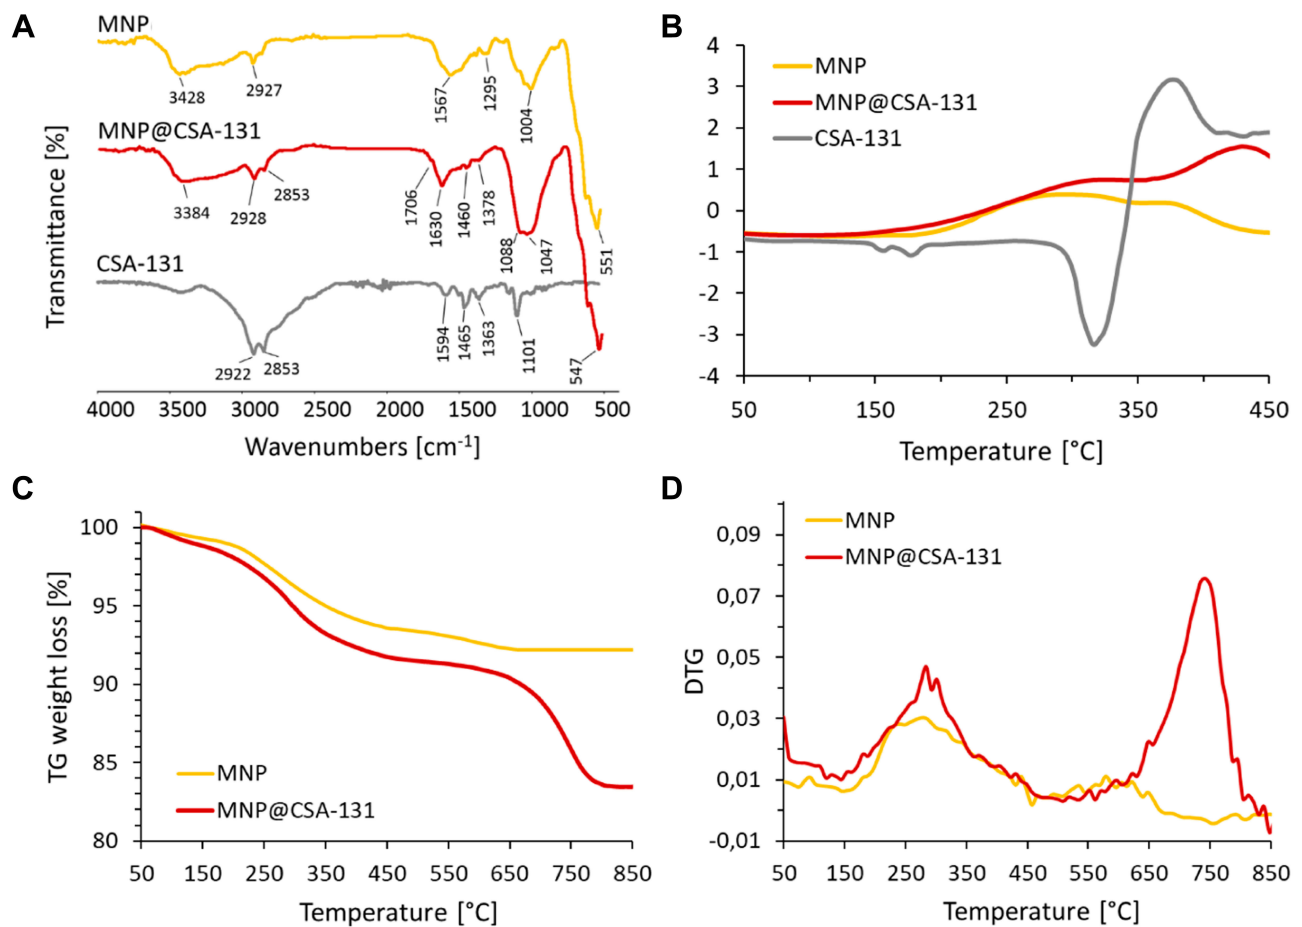 A
MNP
3428
2927
1567
1295
1004
MNP@CSA-131
3384
2928
2853
1706
1630
1460
1378
1088
1047
551
CSA-131
2922
2853
1594
1465
1363
1101
547
Transmittance [%]
4000 3500 3000 2500 2000 1500 1000 500
Wavenumbers [cm⁻¹]
B
MNP
MNP@CSA-131
CSA-131
4
3
2
1
0
-1
-2
-3
-4
50 150 250 350 450
Temperature [°C]
C
TG weight loss [%]
100
95
90
85
80
MNP
MNP@CSA-131
50 150 250 350 450 550 650 750 850
Temperature [°C]
D
DTG
0,09
0,07
0,05
0,03
0,01
-0,01
MNP
MNP@CSA-131
50 150 250 350 450 550 650 750 850
Temperature [°C]